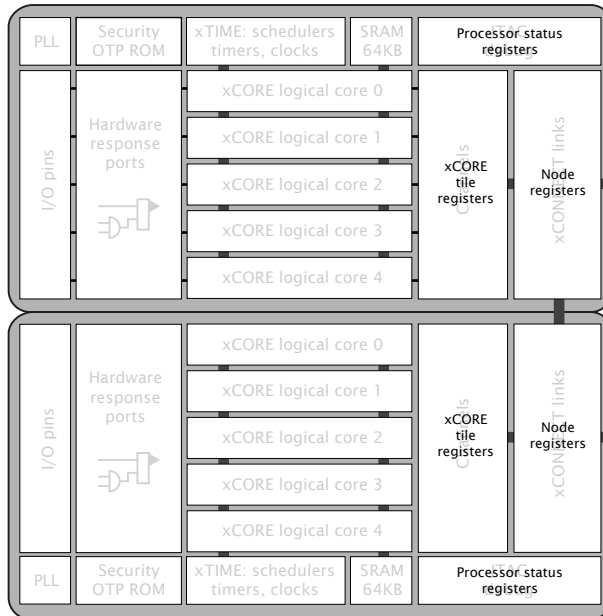 PLL
Security
OTP ROM
xTIME: schedulers
timers, clocks
SRAM
64KB
Processor status
registers
I/O pins
Hardware
response
ports
xCORE logical core 0
xCORE logical core 1
xCORE logical core 2
xCORE logical core 3
xCORE logical core 4
xCORE
tile
registers
Node
registers
I/O pins
Hardware
response
ports
xCORE logical core 0
xCORE logical core 1
xCORE logical core 2
xCORE logical core 3
xCORE logical core 4
xCORE
tile
registers
Node
registers
PLL
Security
OTP ROM
xTIME: schedulers
timers, clocks
SRAM
64KB
Processor status
registers